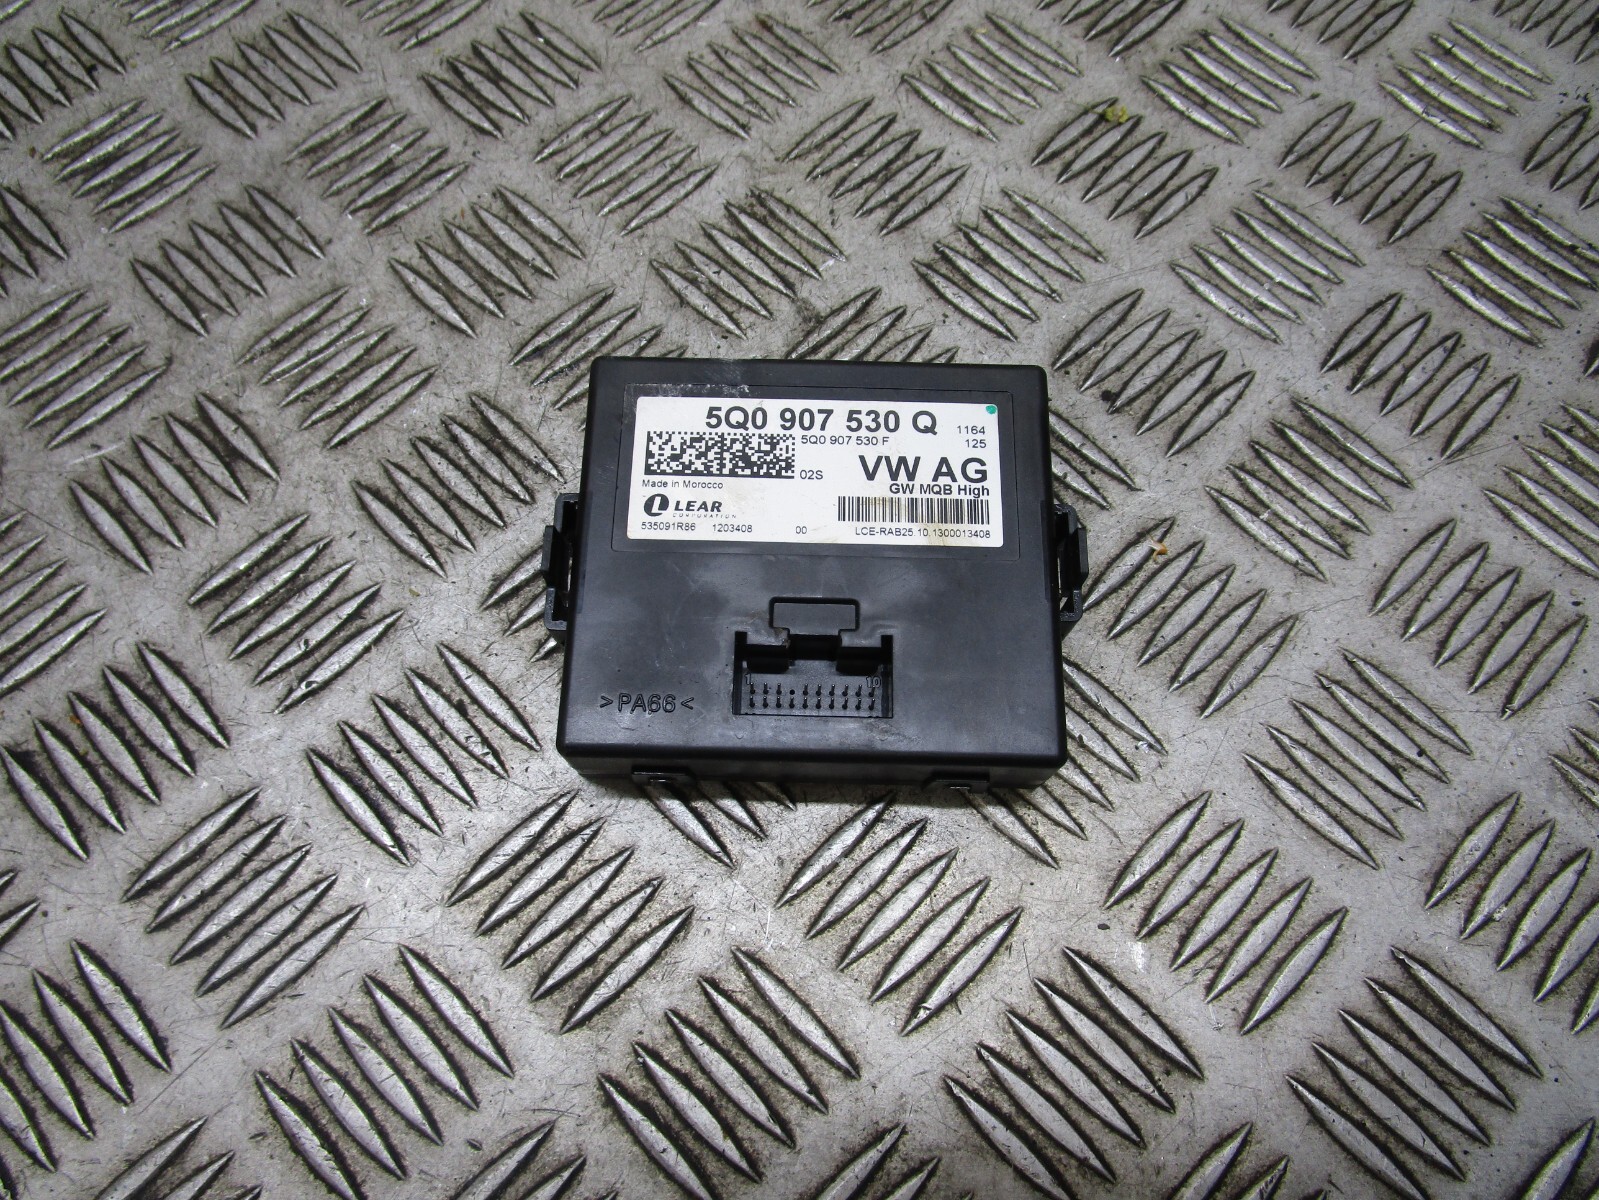 5Q0 907 530 Q 1164
5Q0 907 530 F 125
02S VW AG
GW MQB High
Made in Morocco
LEAR
CORPORATION
535091R86 1203408 00 LCE-RAB25.10.1300013408
1 10
>PA66<